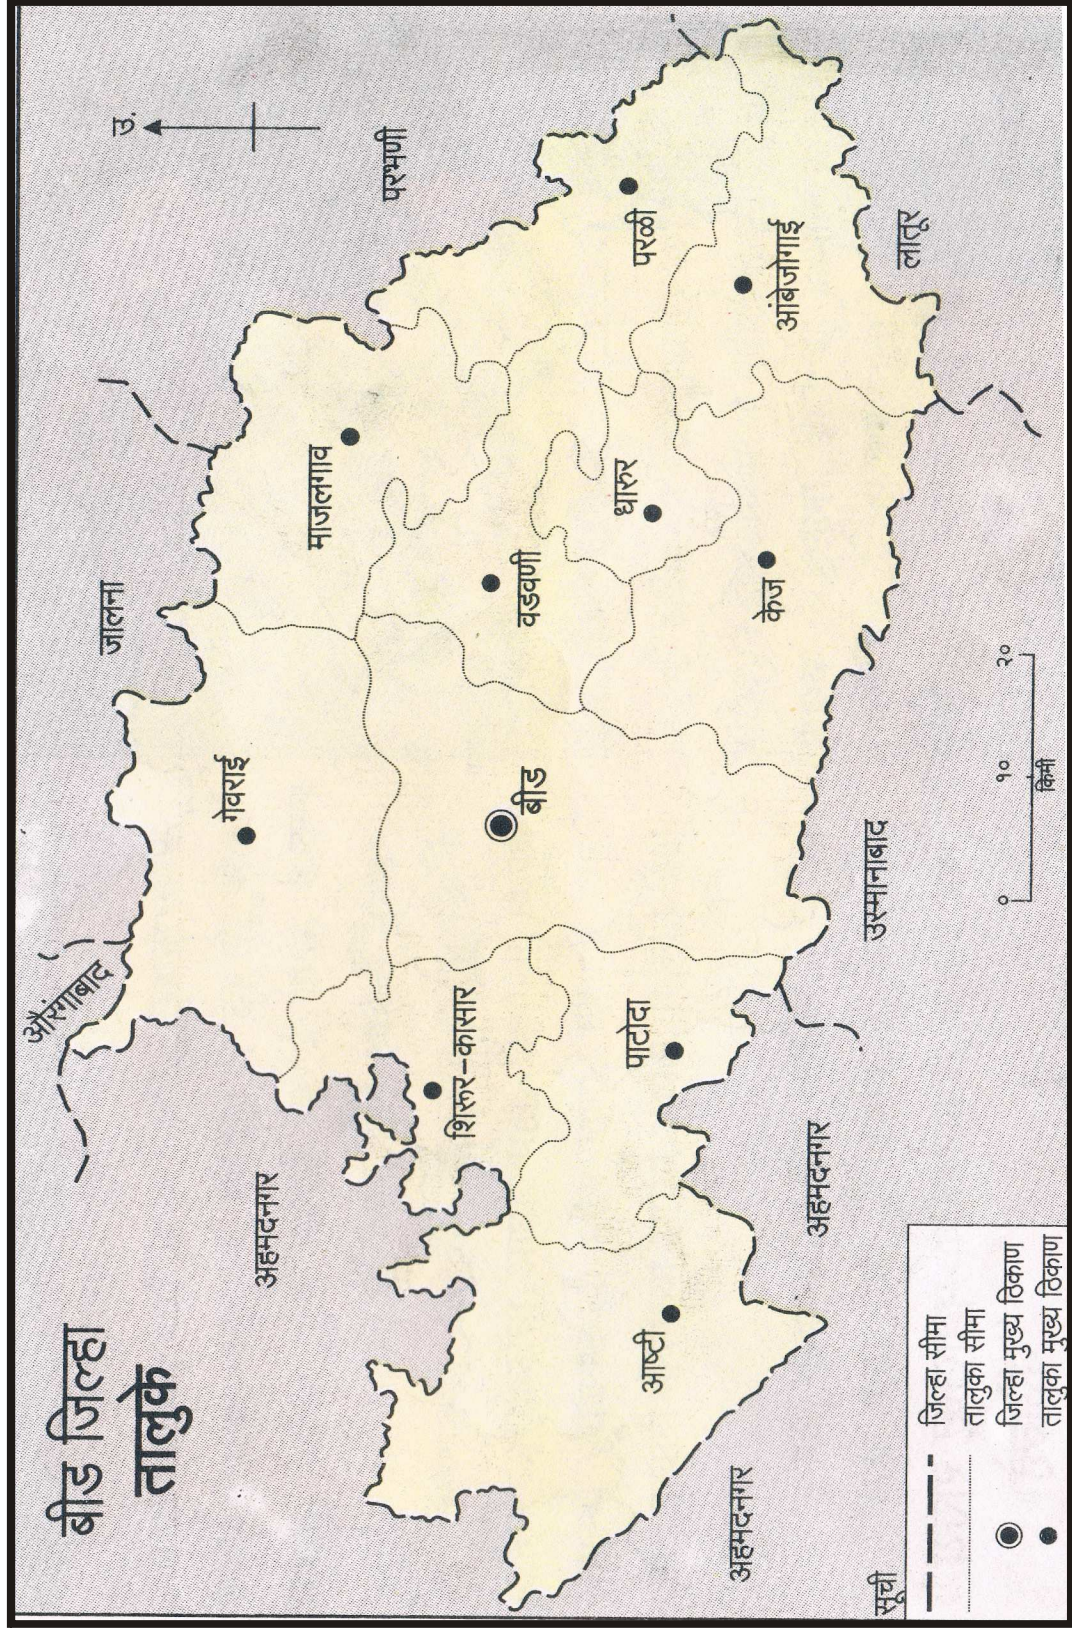 बीड जिल्हा
तालुके
उ.
औरंगाबाद
जालना
परभणी
अहमदनगर
गेवराई
माजलगाव
शिरूर-कासार
बीड
वडवणी
धारुर
परळी
आष्टी
पाटोदा
केज
आंबेजोगाई
अहमदनगर
अहमदनगर
उस्मानाबाद
लातूर
सूची
जिल्हा सीमा
तालुका सीमा
जिल्हा मुख्य ठिकाण
तालुका मुख्य ठिकाण
० १० २०
किमी